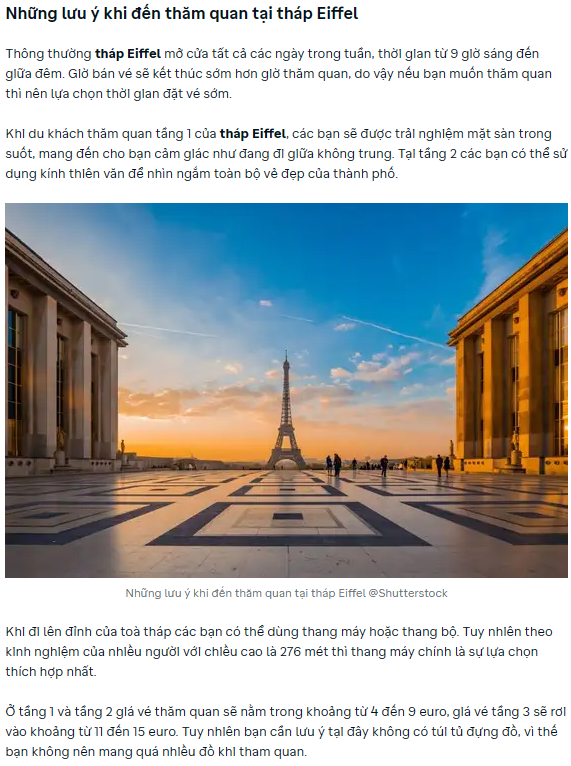 Những lưu ý khi đến thăm quan tại tháp Eiffel
Thông thường tháp Eiffel mở cửa tất cả các ngày trong tuần, thời gian từ 9 giờ sáng đến
giữa đêm. Giờ bán vé sẽ kết thúc sớm hơn giờ thăm quan, do vậy nếu bạn muốn thăm quan
thì nên lựa chọn thời gian đặt vé sớm.
Khi du khách thăm quan tầng 1 của tháp Eiffel, các bạn sẽ được trải nghiệm mặt sàn trong
suốt, mang đến cho bạn cảm giác như đang đi giữa không trung. Tại tầng 2 các bạn có thể sử
dụng kính thiên văn để nhìn ngắm toàn bộ vẻ đẹp của thành phố.
Những lưu ý khi đến thăm quan tại tháp Eiffel @Shutterstock
Khi đi lên đỉnh của toà tháp các bạn có thể dùng thang máy hoặc thang bộ. Tuy nhiên theo
kinh nghiệm của nhiều người với chiều cao là 276 mét thì thang máy chính là sự lựa chọn
thích hợp nhất.
Ở tầng 1 và tầng 2 giá vé thăm quan sẽ nằm trong khoảng từ 4 đến 9 euro, giá vé tầng 3 sẽ rơi
vào khoảng từ 11 đến 15 euro. Tuy nhiên bạn cần lưu ý tại đây không có túi tủ đựng đồ, vì thế
bạn không nên mang quá nhiều đồ khi tham quan.